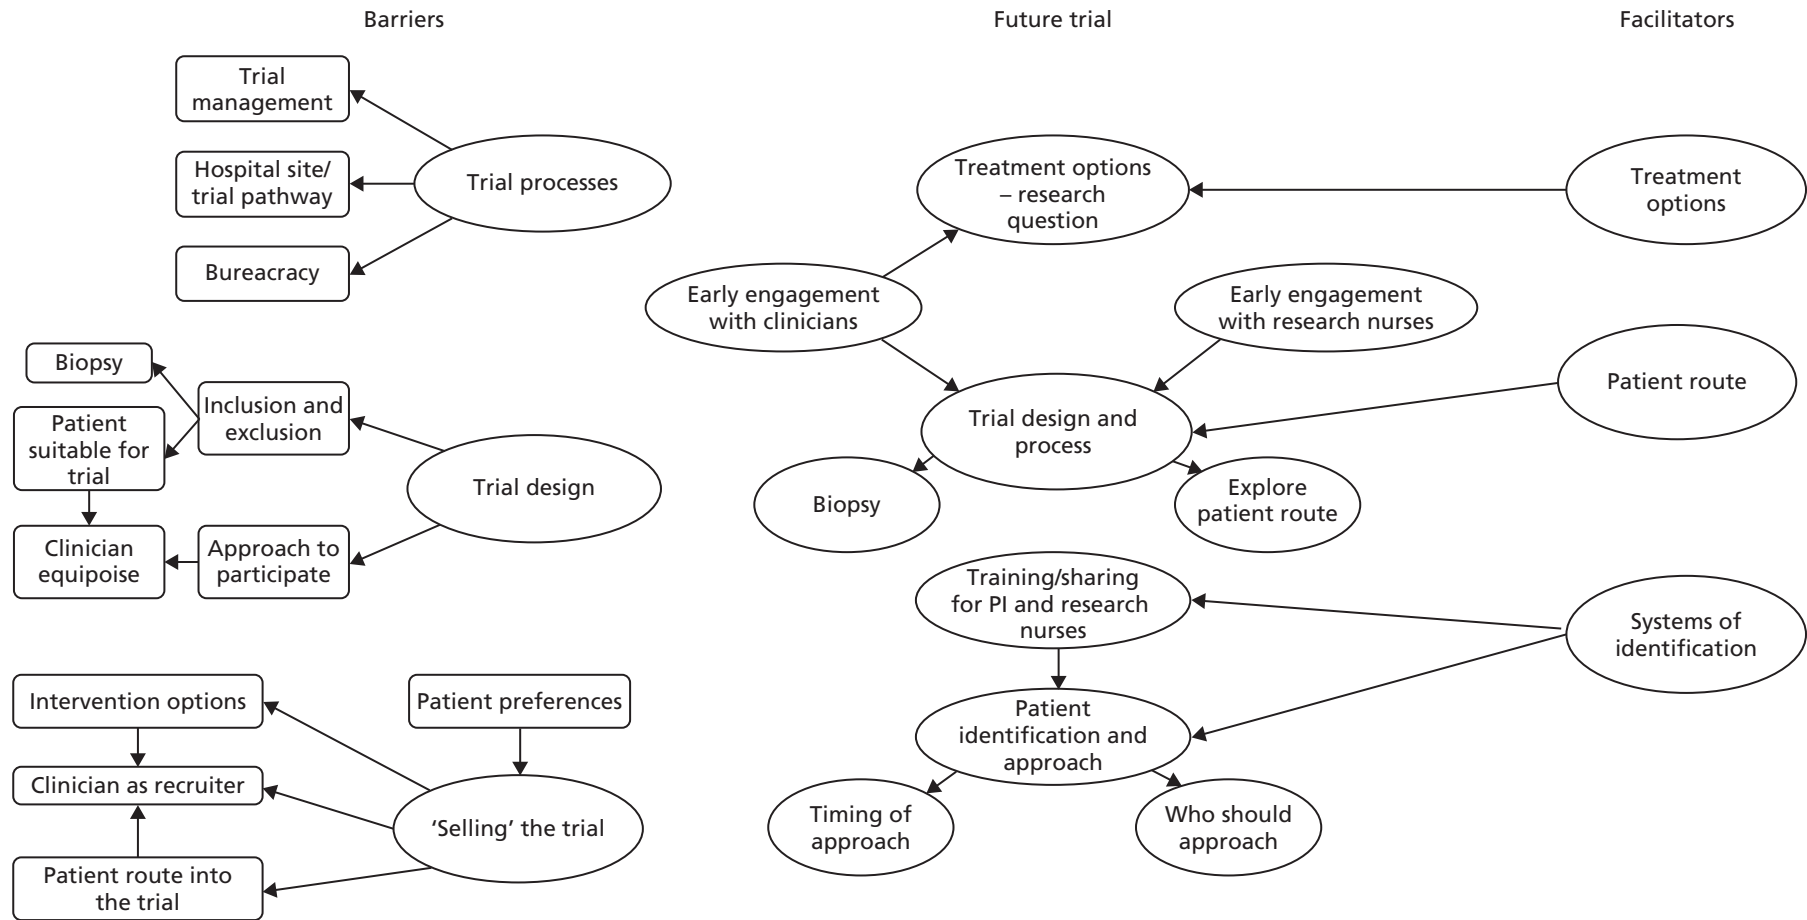 Barriers
Future trial
Facilitators
Trial
management
Hospital site/
trial pathway
Bureacracy
Trial processes
Biopsy
Patient
suitable for
trial
Inclusion and
exclusion
Clinician
equipoise
Approach to
participate
Trial design
Intervention options
Clinician as recruiter
Patient route into
the trial
Patient preferences
‘Selling’ the trial
Treatment options
– research
question
Early engagement
with clinicians
Early engagement
with research nurses
Trial design and
process
Biopsy
Explore
patient route
Training/sharing
for PI and research
nurses
Patient
identification and
approach
Timing of
approach
Who should
approach
Treatment
options
Patient route
Systems of
identification